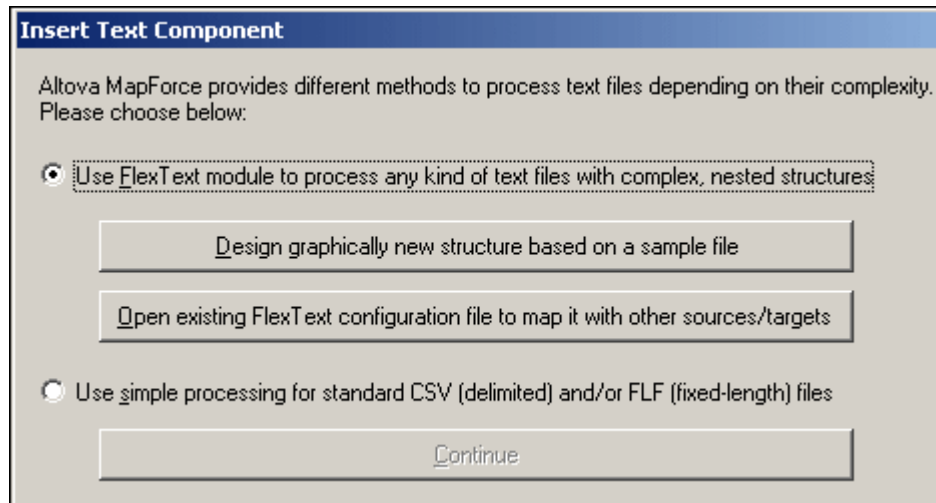 Insert Text Component
Altova MapForce provides different methods to process text files depending on their complexity.
Please choose below:
Use FlexText module to process any kind of text files with complex, nested structures
Design graphically new structure based on a sample file
Open existing FlexText configuration file to map it with other sources/targets
Use simple processing for standard CSV (delimited) and/or FLF (fixed-length) files
Continue